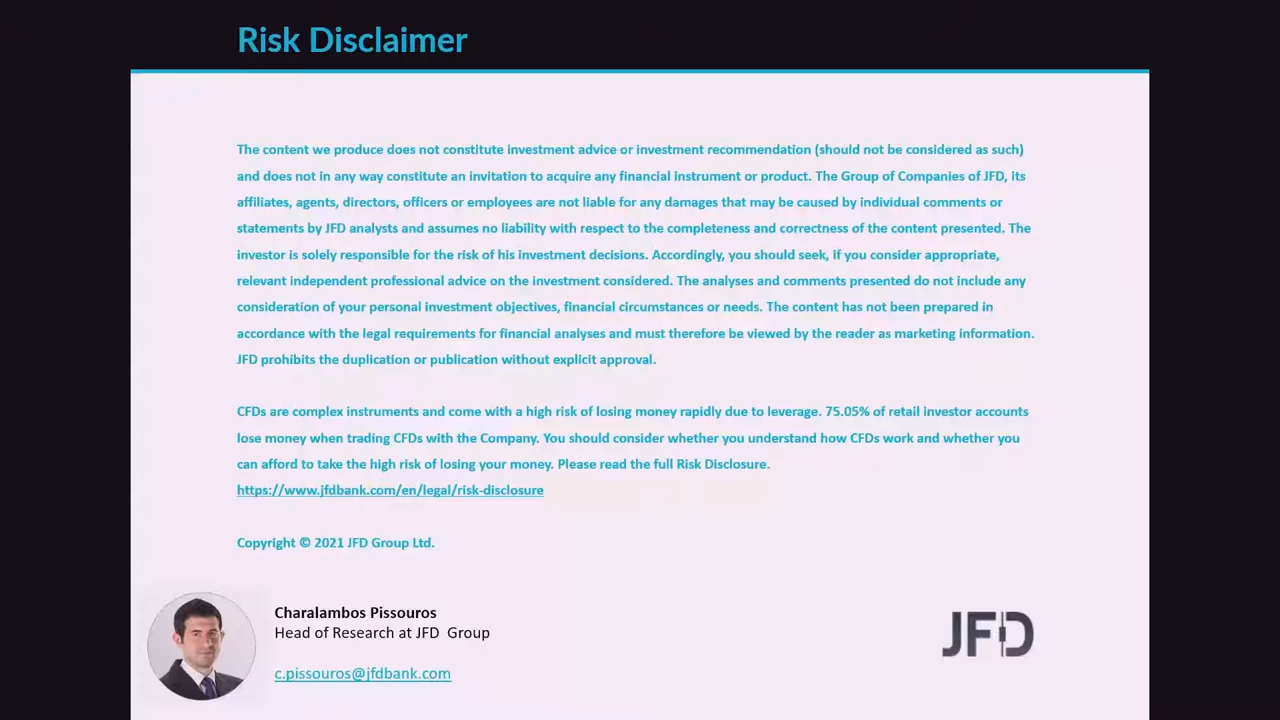 Risk Disclaimer
The content we produce does not constitute investment advice or investment recommendation (should not be considered as such)
and does not in any way constitute an invitation to acquire any financial instrument or product. The Group of Companies of JFD, its
affiliates, agents, directors, officers or employees are not liable for any damages that may be caused by individual comments or
statements by JFD analysts and assumes no liability with respect to the completeness and correctness of the content presented. The
investor is solely responsible for the risk of his investment decisions. Accordingly, you should seek, if you consider appropriate,
relevant independent professional advice on the investment considered. The analyses and comments presented do not include any
consideration of your personal investment objectives, financial circumstances or needs. The content has not been prepared in
accordance with the legal requirements for financial analyses and must therefore be viewed by the reader as marketing information.
JFD prohibits the duplication or publication without explicit approval.
CFDs are complex instruments and come with a high risk of losing money rapidly due to leverage. 75.05% of retail investor accounts
lose money when trading CFDs with the Company. You should consider whether you understand how CFDs work and whether you
can afford to take the high risk of losing your money. Please read the full Risk Disclosure.
https://www.jfdbank.com/en/legal/risk-disclosure
Copyright © 2021 JFD Group Ltd.
Charalambos Pissouros
Head of Research at JFD Group
c.pissouros@jfdbank.com
JFD